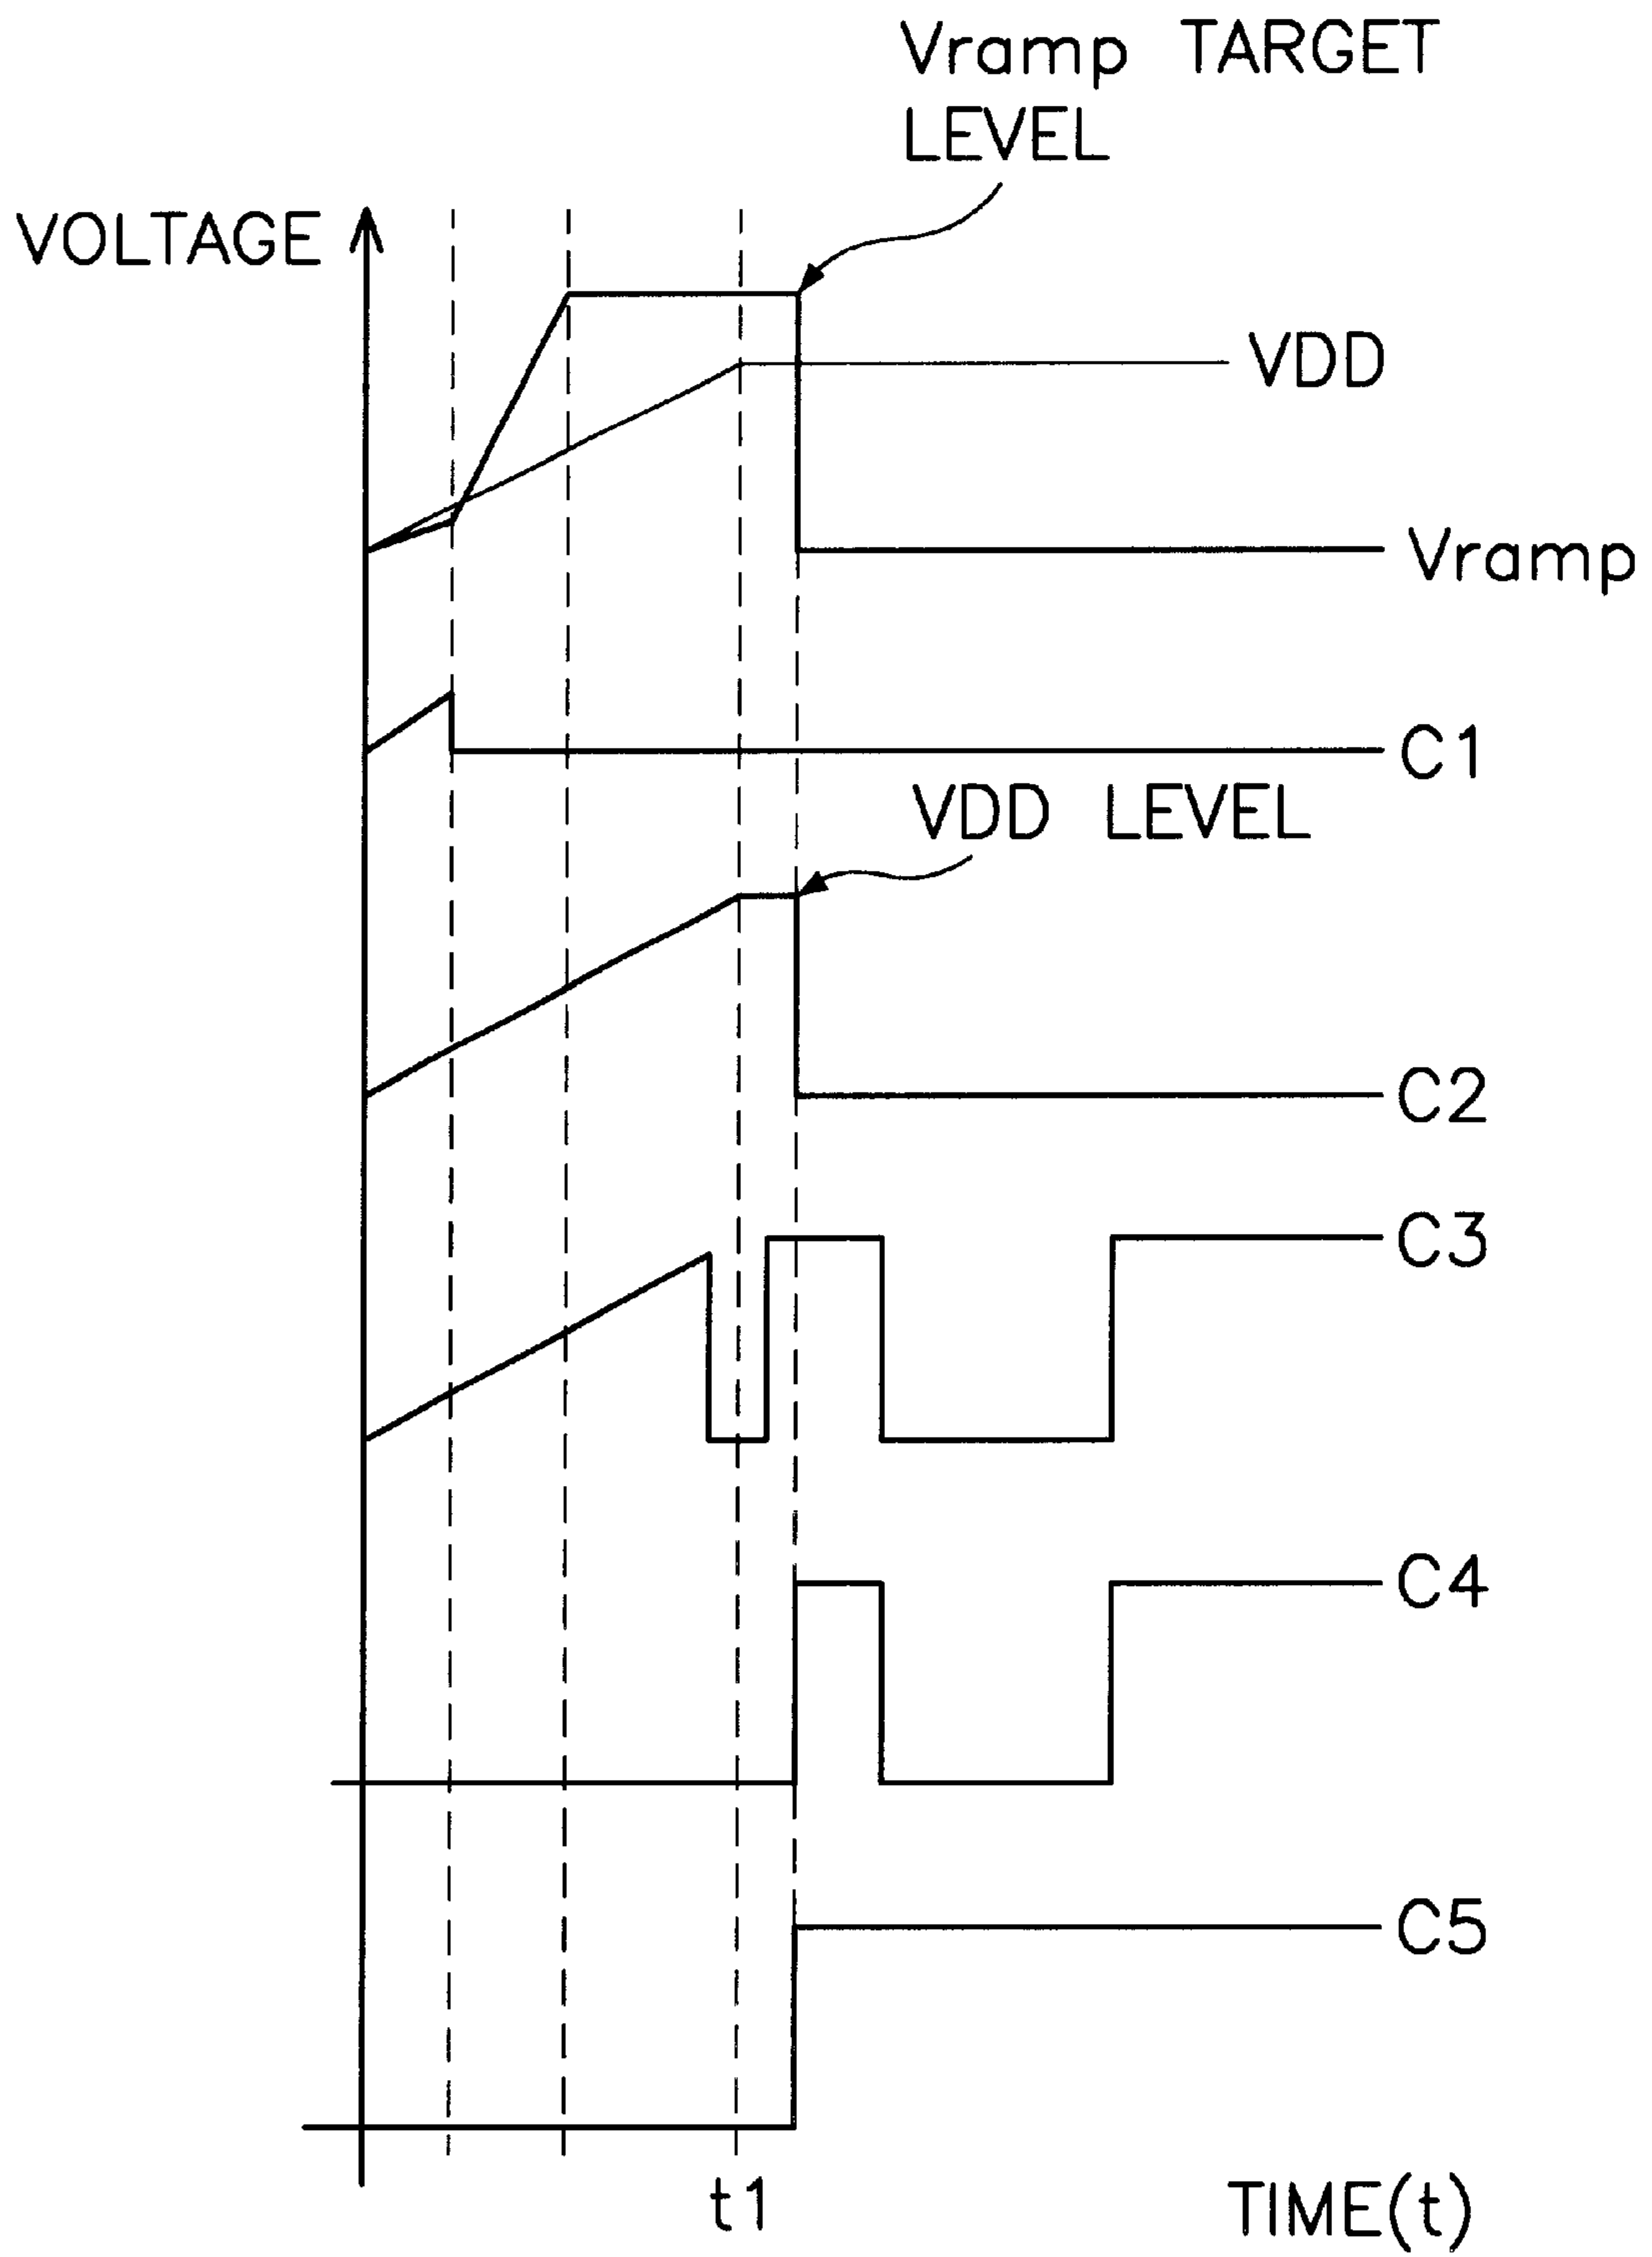 Vramp TARGET
LEVEL
VOLTAGE
VDD
Vramp
C1
VDD LEVEL
C2
C3
C4
C5
t1
TIME(t)